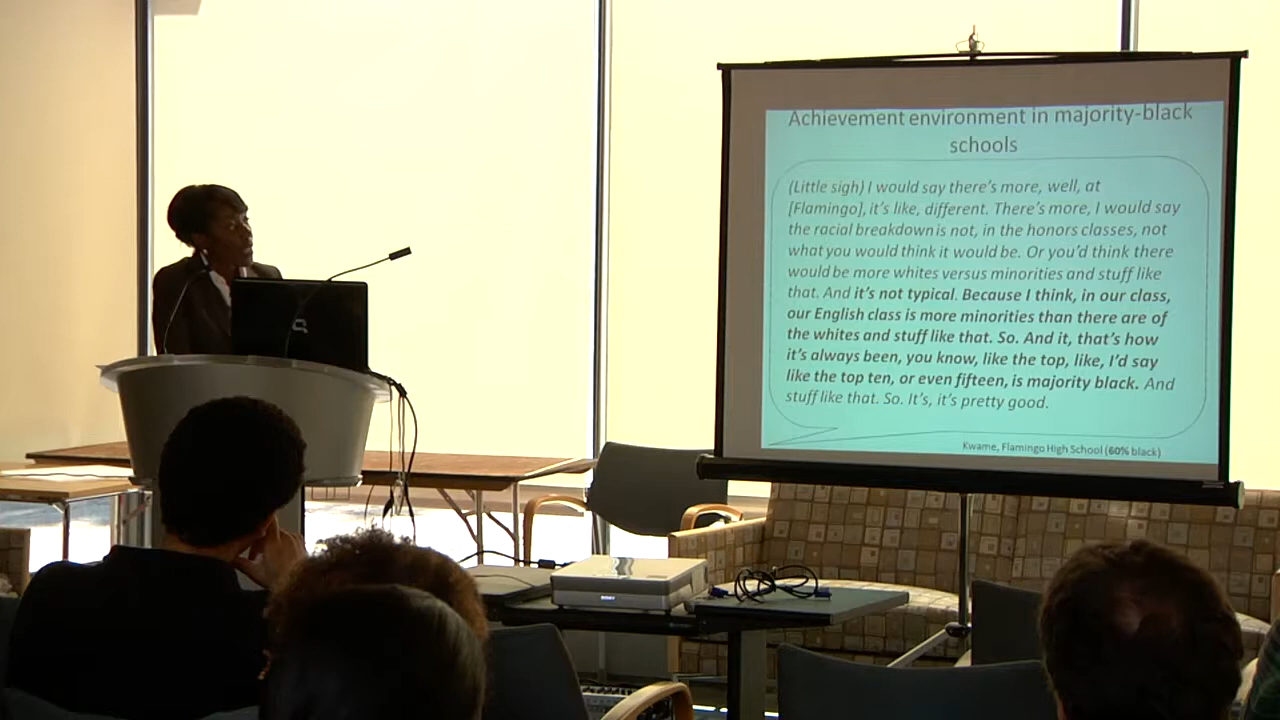 Achievement environment in majority-black
schools
(Little sigh) I would say there's more, well, at
[Flamingo], it's like, different. There's more, I would say
the racial breakdown is not, in the honors classes, not
what you would think it would be. Or you'd think there
would be more whites versus minorities and stuff like
that. And it's not typical. Because I think, in our class,
our English class is more minorities than there are of
the whites and stuff like that. So. And it, that's how
it's always been, you know, like the top, like, I'd say
like the top ten, or even fifteen, is majority black. And
stuff like that. So. It's, it's pretty good.
Kwame, Flamingo High School (60% black)